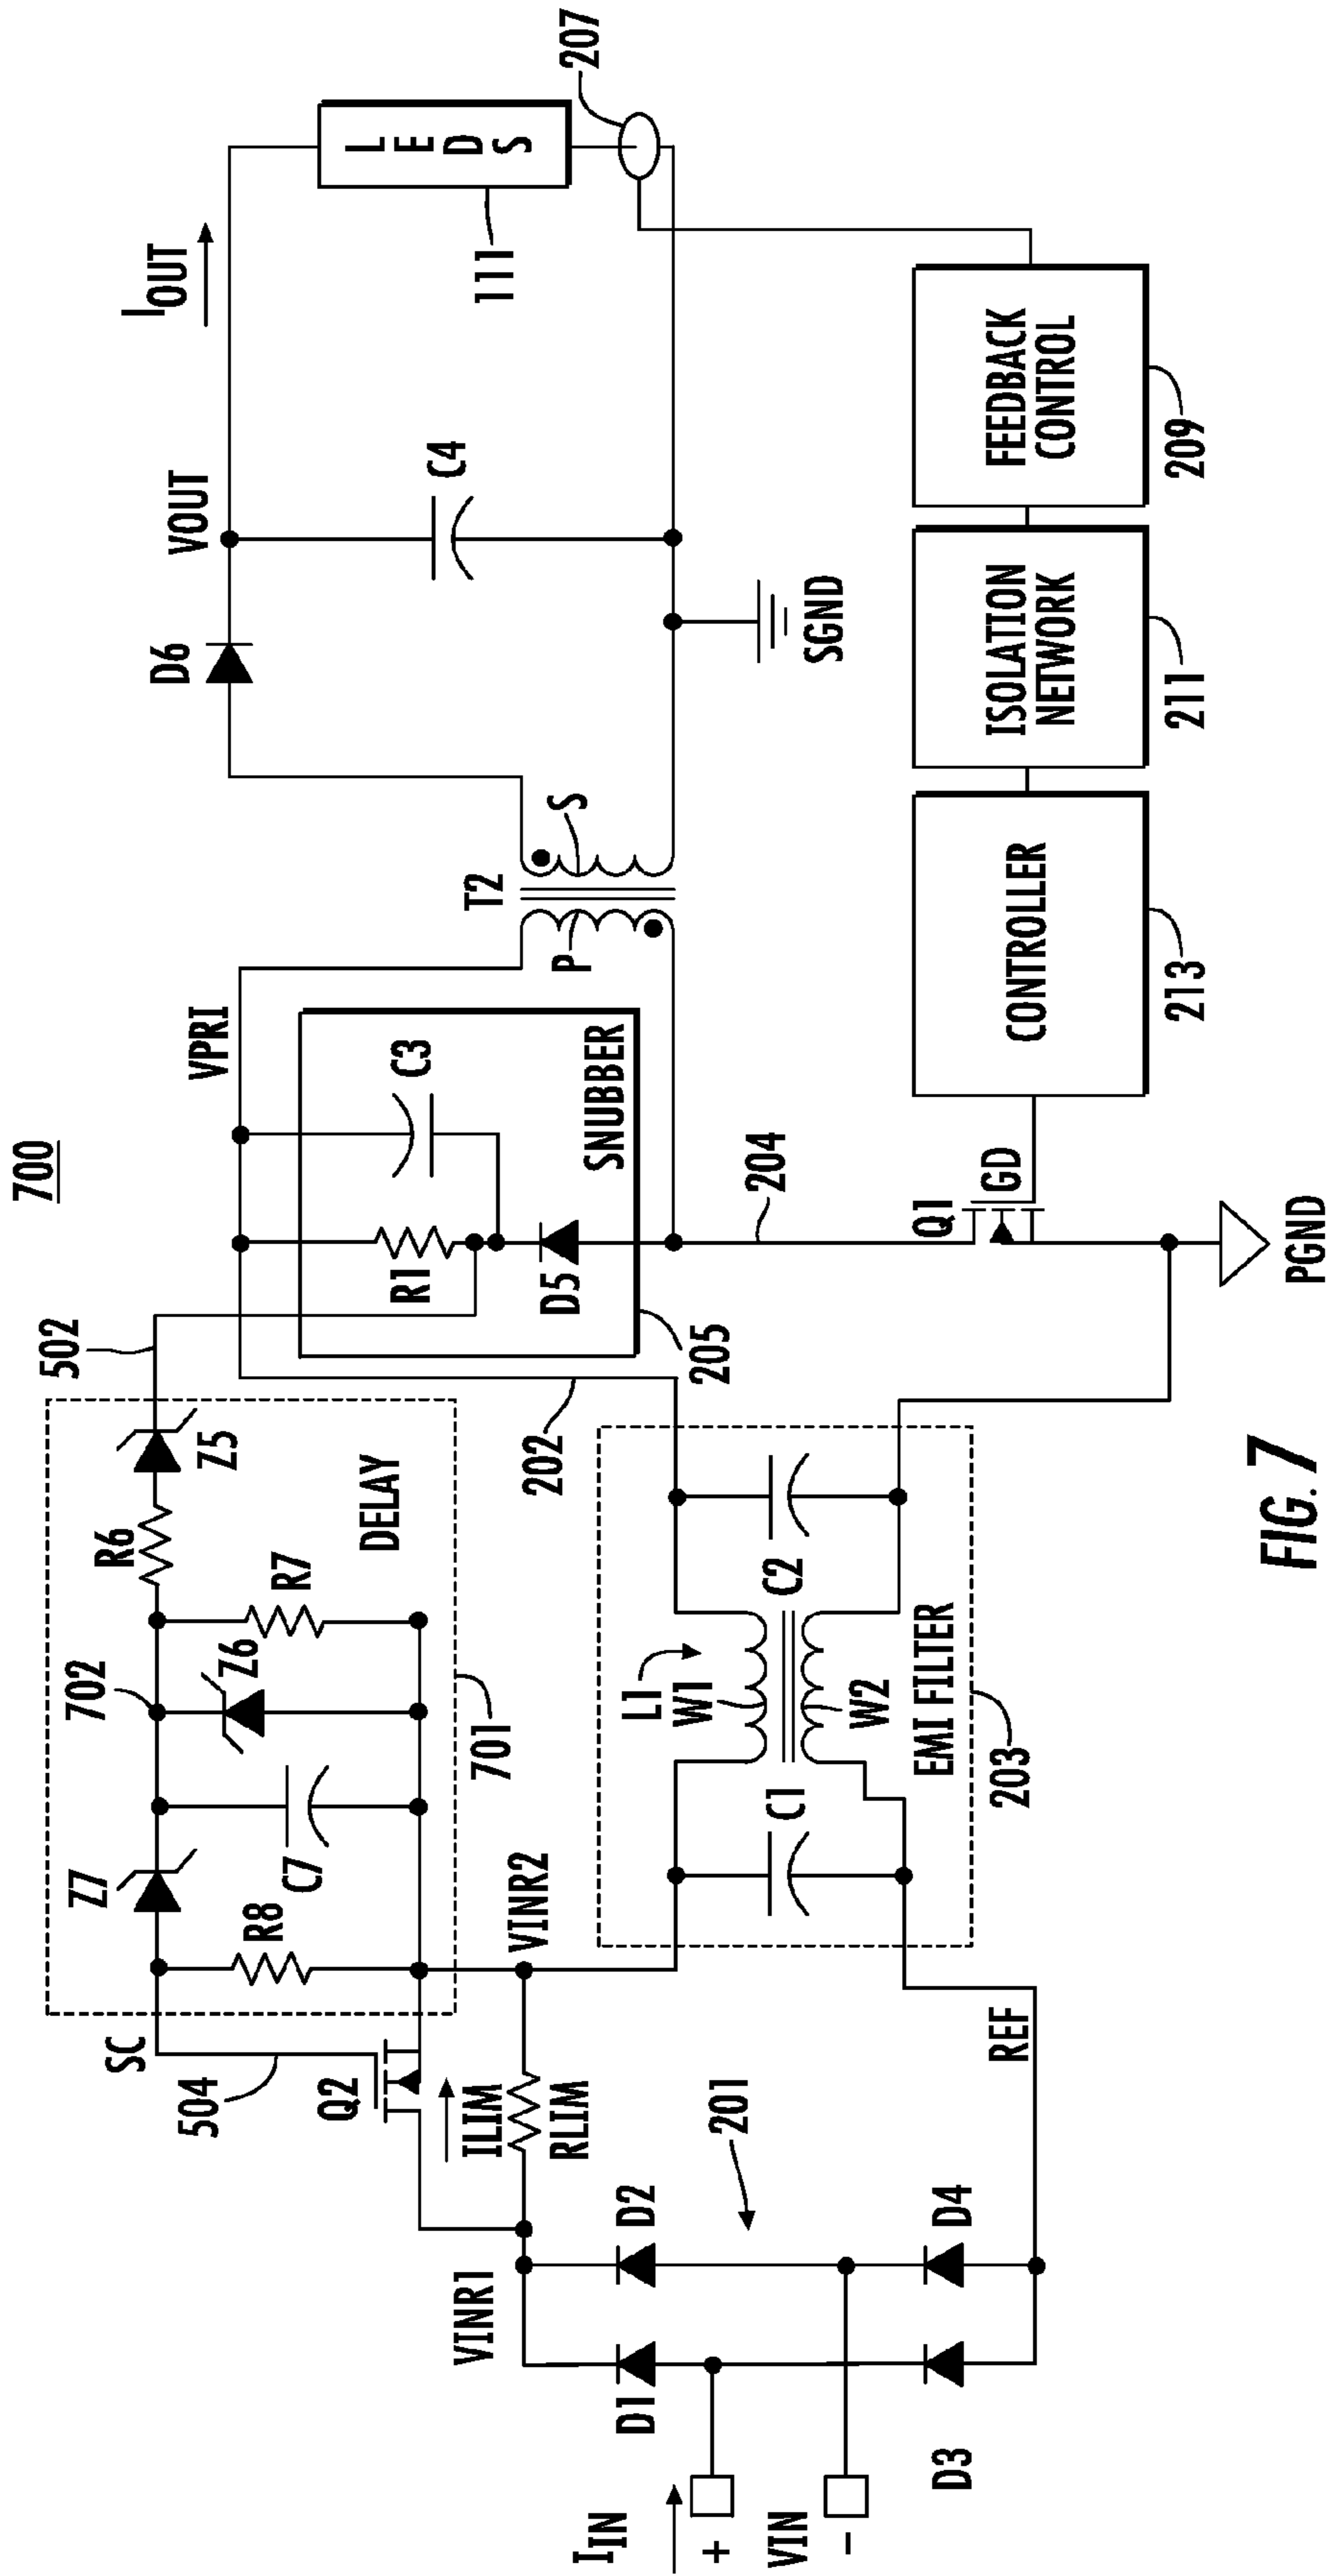 700
502
Z5
R6
702
R7
Z6
Z7
C7
R8
DELAY
701
SC
504
Q2
ILIM
RLIM
VINR2
VINR1
VPRI
R1
C3
D5
SNUBBER
205
202
204
T2
P
S
D6
VOUT
C4
SGND
IOUT
LEDS
111
207
L1
W1
W2
C1
C2
EMI FILTER
203
REF
201
D1
D2
D3
D4
IIN
+
VIN
-
Q1
GD
PGND
CONTROLLER
213
ISOLATION
NETWORK
211
FEEDBACK
CONTROL
209
FIG. 7